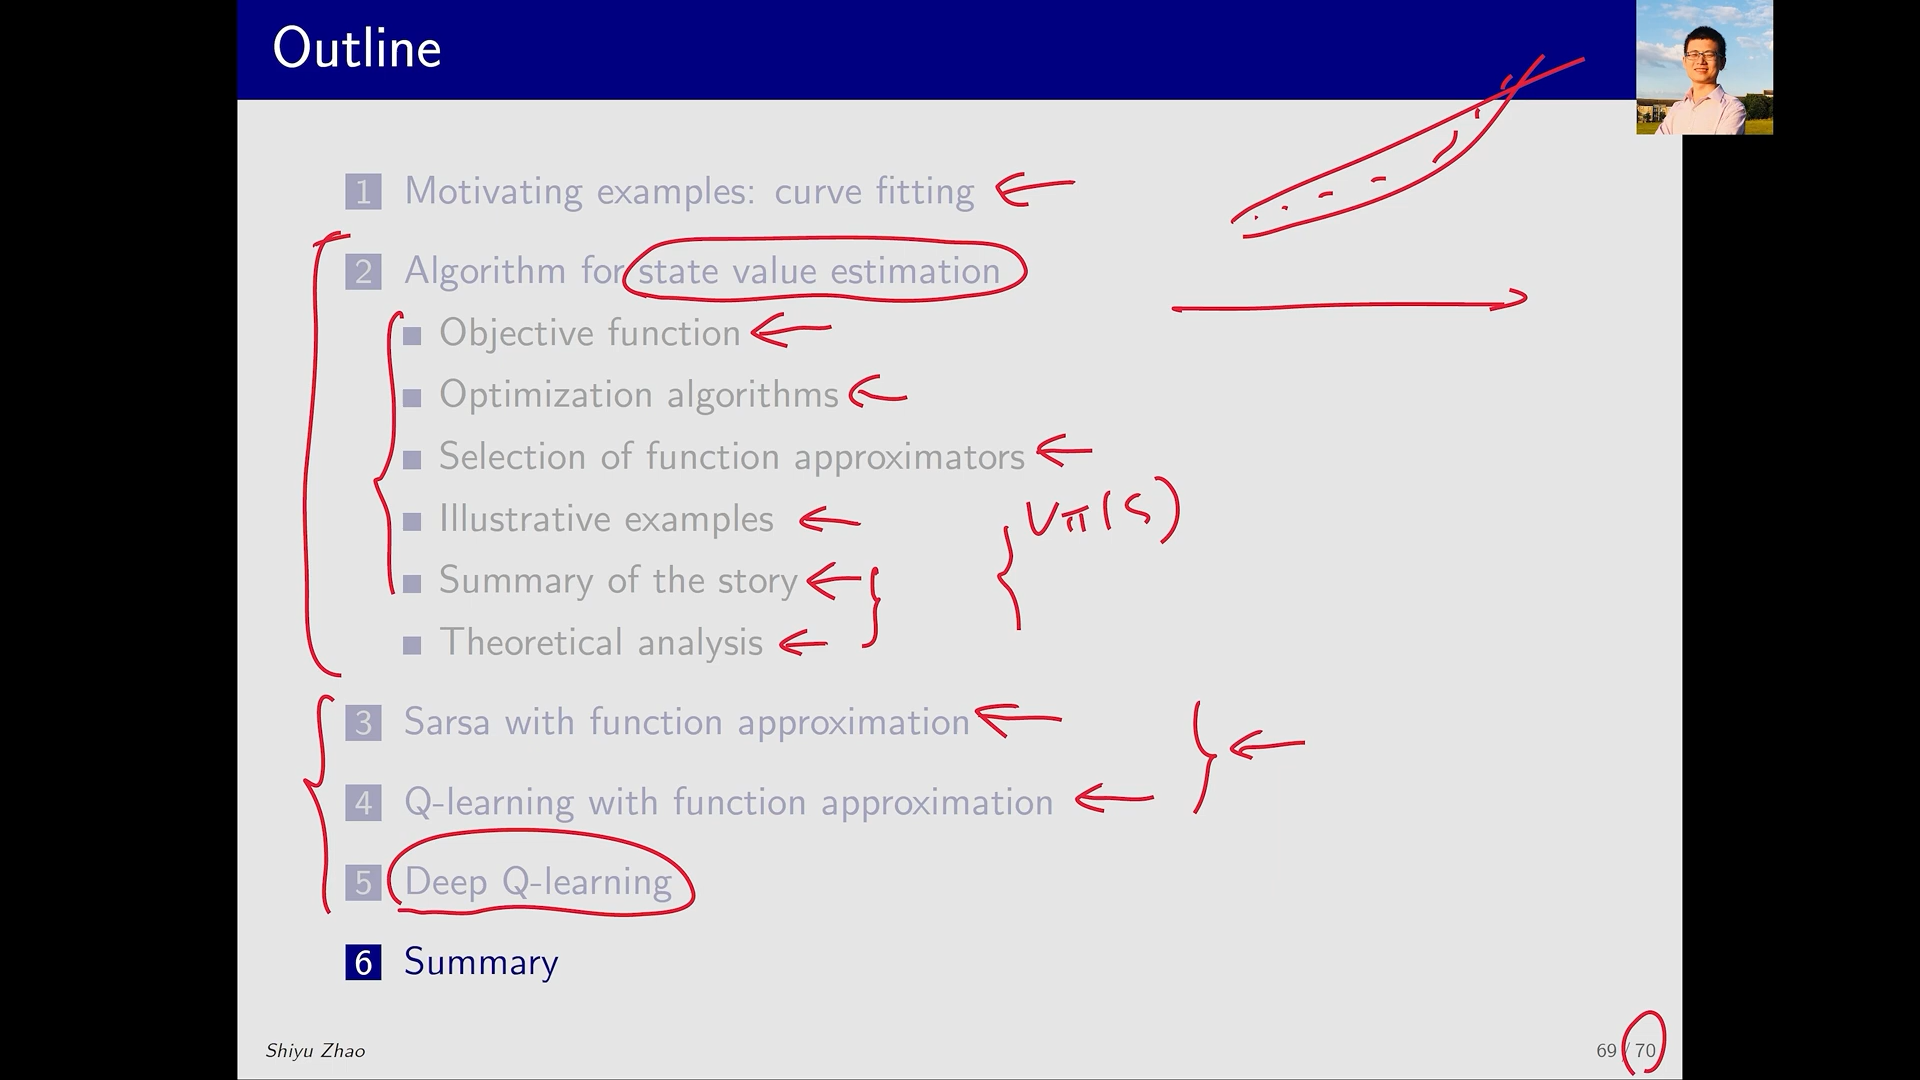 Outline
1 Motivating examples: curve fitting
2 Algorithm for state value estimation
Objective function
Optimization algorithms
Selection of function approximators
Illustrative examples
Vπ(S)
Summary of the story
Theoretical analysis
3 Sarsa with function approximation
4 Q-learning with function approximation
5 Deep Q-learning
6 Summary
Shiyu Zhao
69 / 70